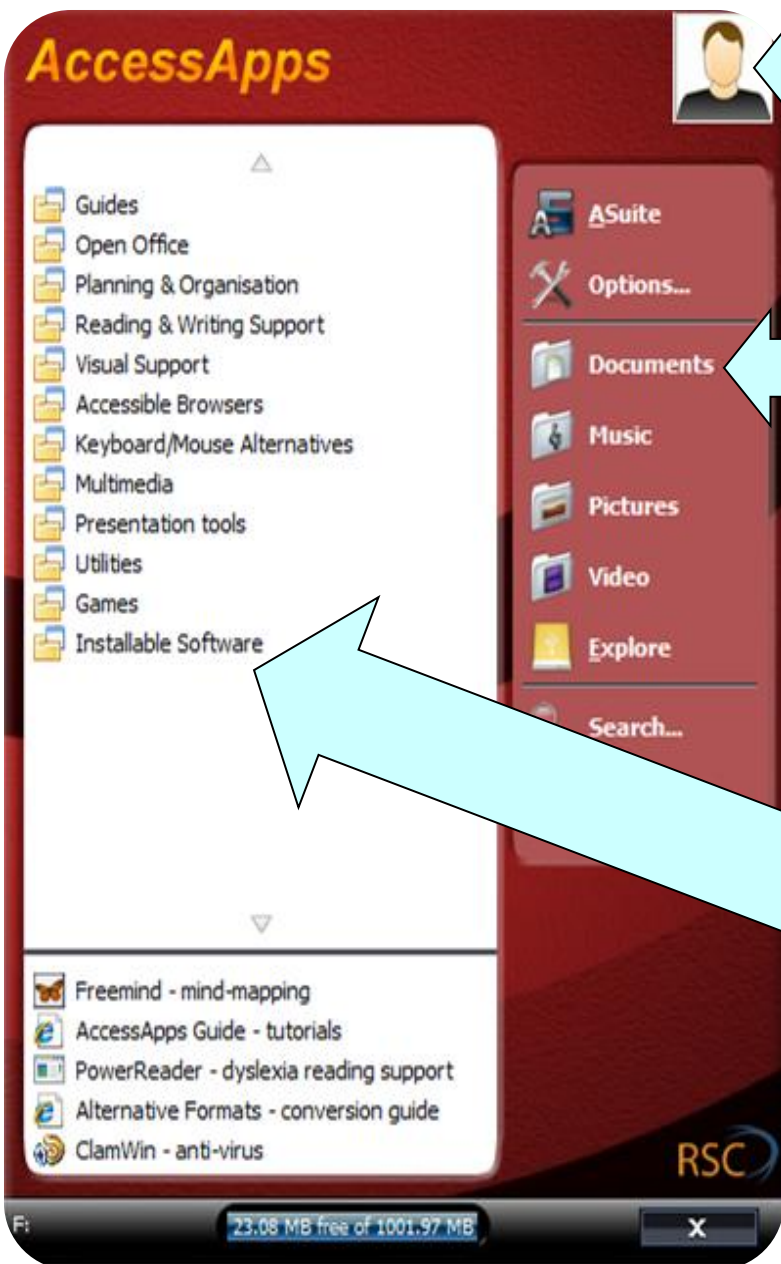 AccessApps
Guides
Open Office
Planning & Organisation
Reading & Writing Support
Visual Support
Accessible Browsers
Keyboard/Mouse Alternatives
Multimedia
Presentation tools
Utilities
Games
Installable Software
Freemind - mind-mapping
AccessApps Guide - tutorials
PowerReader - dyslexia reading support
Alternative Formats - conversion guide
ClamWin - anti-virus
ASuite
Options...
Documents
Music
Pictures
Video
Explore
Search...
RSC
F:
23.08 MB free of 1001.97 MB
X